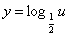 y = log_{1/2} u